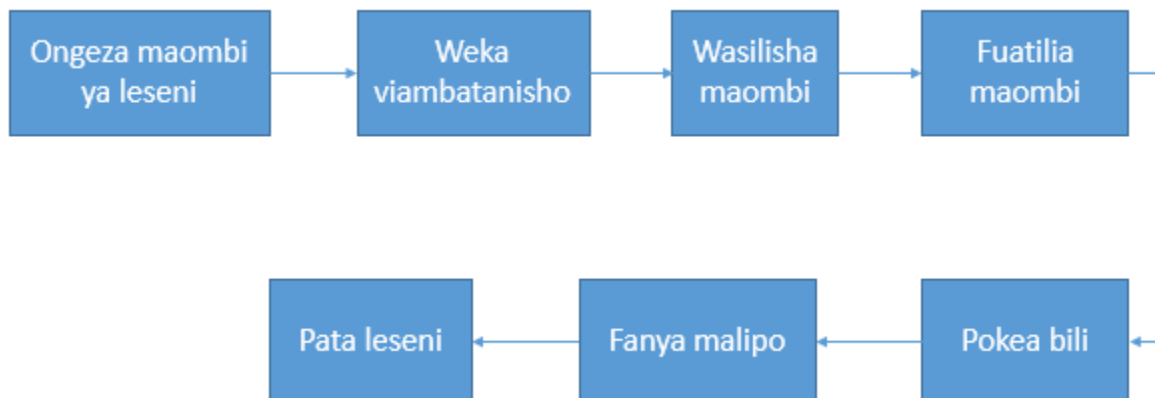 Ongeza maombi
ya leseni
Weka
viambatanisho
Wasilisha
maombi
Fuatilia
maombi
Pokea bili
Fanya malipo
Pata leseni